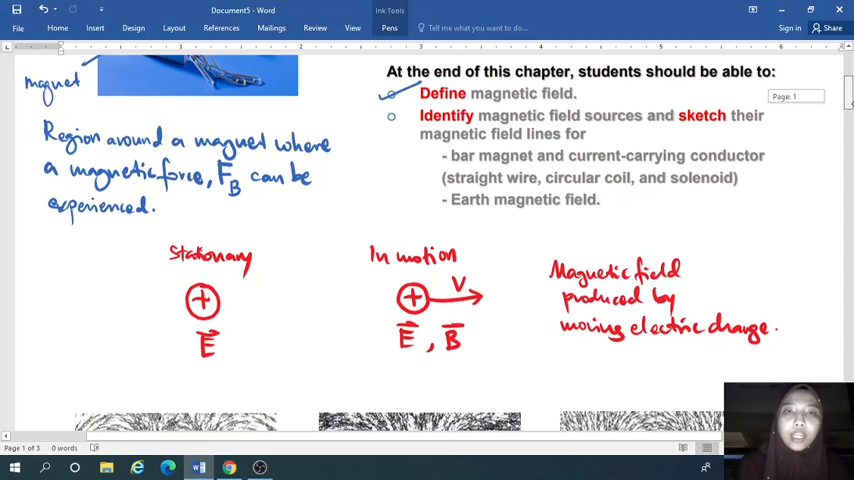 Document5 - Word
Ink Tools
File
Home
Insert
Design
Layout
References
Mailings
Review
View
Pens
Tell me what you want to do...
Share
magnet
Region around a magnet where
a magnetic force, F_B can be
experienced.
At the end of this chapter, students should be able to:
Define magnetic field.
Page: 1
Identify magnetic field sources and sketch their
magnetic field lines for
- bar magnet and current-carrying conductor
(straight wire, circular coil, and solenoid)
- Earth magnetic field.
Stationary
+
E
In motion
+ V
E , B
Magnetic field
produced by
moving electric charge.
Page 1 of 3 0 words